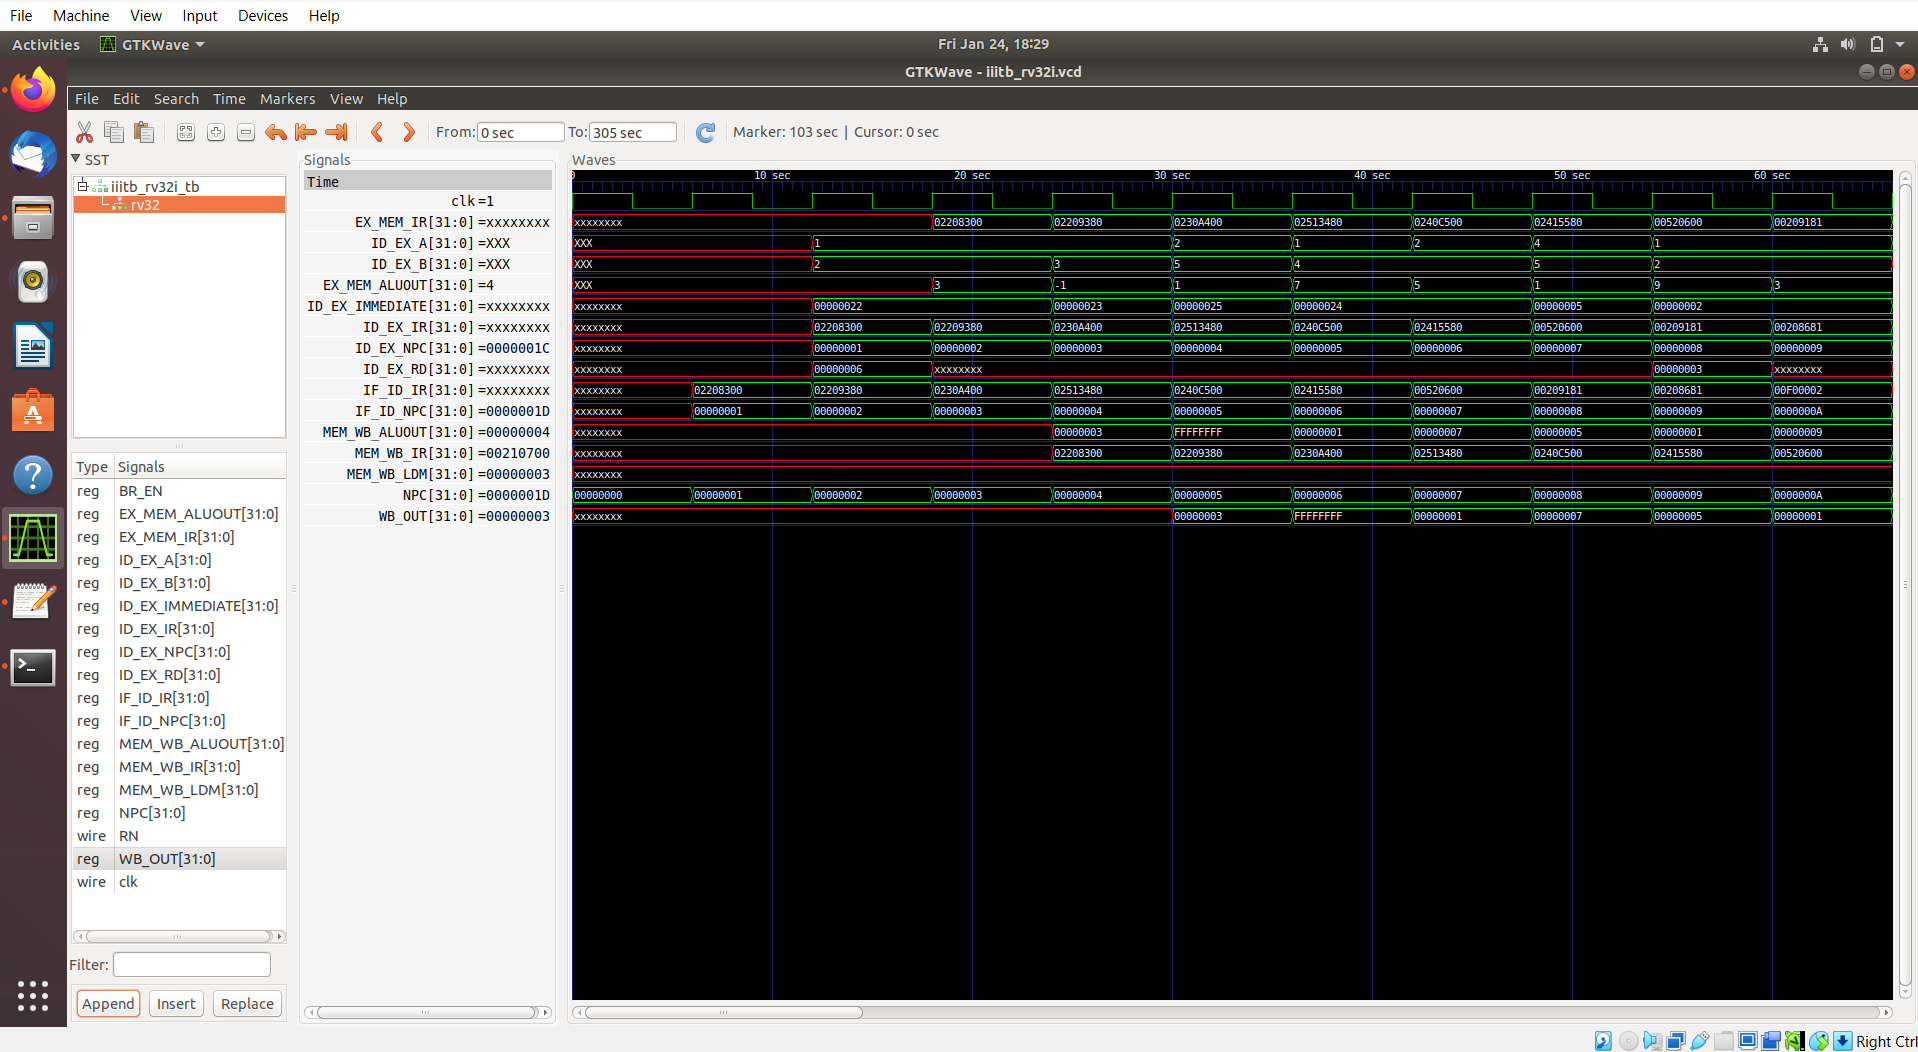 File Machine View Input Devices Help
Activities GTKWave Fri Jan 24, 18:29
GTKWave - iiitb_rv32i.vcd
File Edit Search Time Markers View Help
From: 0 sec To: 305 sec Marker: 103 sec | Cursor: 0 sec
SST
iiitb_rv32i_tb
rv32
Type Signals
reg BR_EN
reg EX_MEM_ALUOUT[31:0]
reg EX_MEM_IR[31:0]
reg ID_EX_A[31:0]
reg ID_EX_B[31:0]
reg ID_EX_IMMEDIATE[31:0]
reg ID_EX_IR[31:0]
reg ID_EX_NPC[31:0]
reg ID_EX_RD[31:0]
reg IF_ID_IR[31:0]
reg IF_ID_NPC[31:0]
reg MEM_WB_ALUOUT[31:0]
reg MEM_WB_IR[31:0]
reg MEM_WB_LDM[31:0]
reg NPC[31:0]
wire RN
reg WB_OUT[31:0]
wire clk
Filter:
Append Insert Replace
Signals
Time
clk =1
EX_MEM_IR[31:0] =xxxxxxxx
ID_EX_A[31:0] =XXX
ID_EX_B[31:0] =XXX
EX_MEM_ALUOUT[31:0] =4
ID_EX_IMMEDIATE[31:0] =xxxxxxxx
ID_EX_IR[31:0] =xxxxxxxx
ID_EX_NPC[31:0] =0000001C
ID_EX_RD[31:0] =xxxxxxxx
IF_ID_IR[31:0] =xxxxxxxx
IF_ID_NPC[31:0] =0000001D
MEM_WB_ALUOUT[31:0] =00000004
MEM_WB_IR[31:0] =00210700
MEM_WB_LDM[31:0] =00000003
NPC[31:0] =0000001D
WB_OUT[31:0] =00000003
Waves
0 10 sec 20 sec 30 sec 40 sec 50 sec 60 sec
xxxxxxxx 02208300 02209380 0230A400 02513480 0240C500 02415580 00520600 00209181
XXX 1 2 1 2 4 1
XXX 2 3 5 4 5 2
XXX 3 -1 1 7 5 1 9 3
xxxxxxxx 00000022 00000023 00000025 00000024 00000005 00000002
xxxxxxxx 02208300 02209380 0230A400 02513480 0240C500 02415580 00520600 00209181 00208681
xxxxxxxx 00000001 00000002 00000003 00000004 00000005 00000006 00000007 00000008 00000009
xxxxxxxx 00000006 xxxxxxxx 00000003 xxxxxxxx
xxxxxxxx 02208300 02209380 0230A400 02513480 0240C500 02415580 00520600 00209181 00208681 00F00002
xxxxxxxx 00000001 00000002 00000003 00000004 00000005 00000006 00000007 00000008 00000009 0000000A
xxxxxxxx 00000003 FFFFFFFF 00000001 00000007 00000005 00000001 00000009
xxxxxxxx 02208300 02209380 0230A400 02513480 0240C500 02415580 00520600
xxxxxxxx
00000000 00000001 00000002 00000003 00000004 00000005 00000006 00000007 00000008 00000009 0000000A
xxxxxxxx 00000003 FFFFFFFF 00000001 00000007 00000005 00000001
Right Ctrl